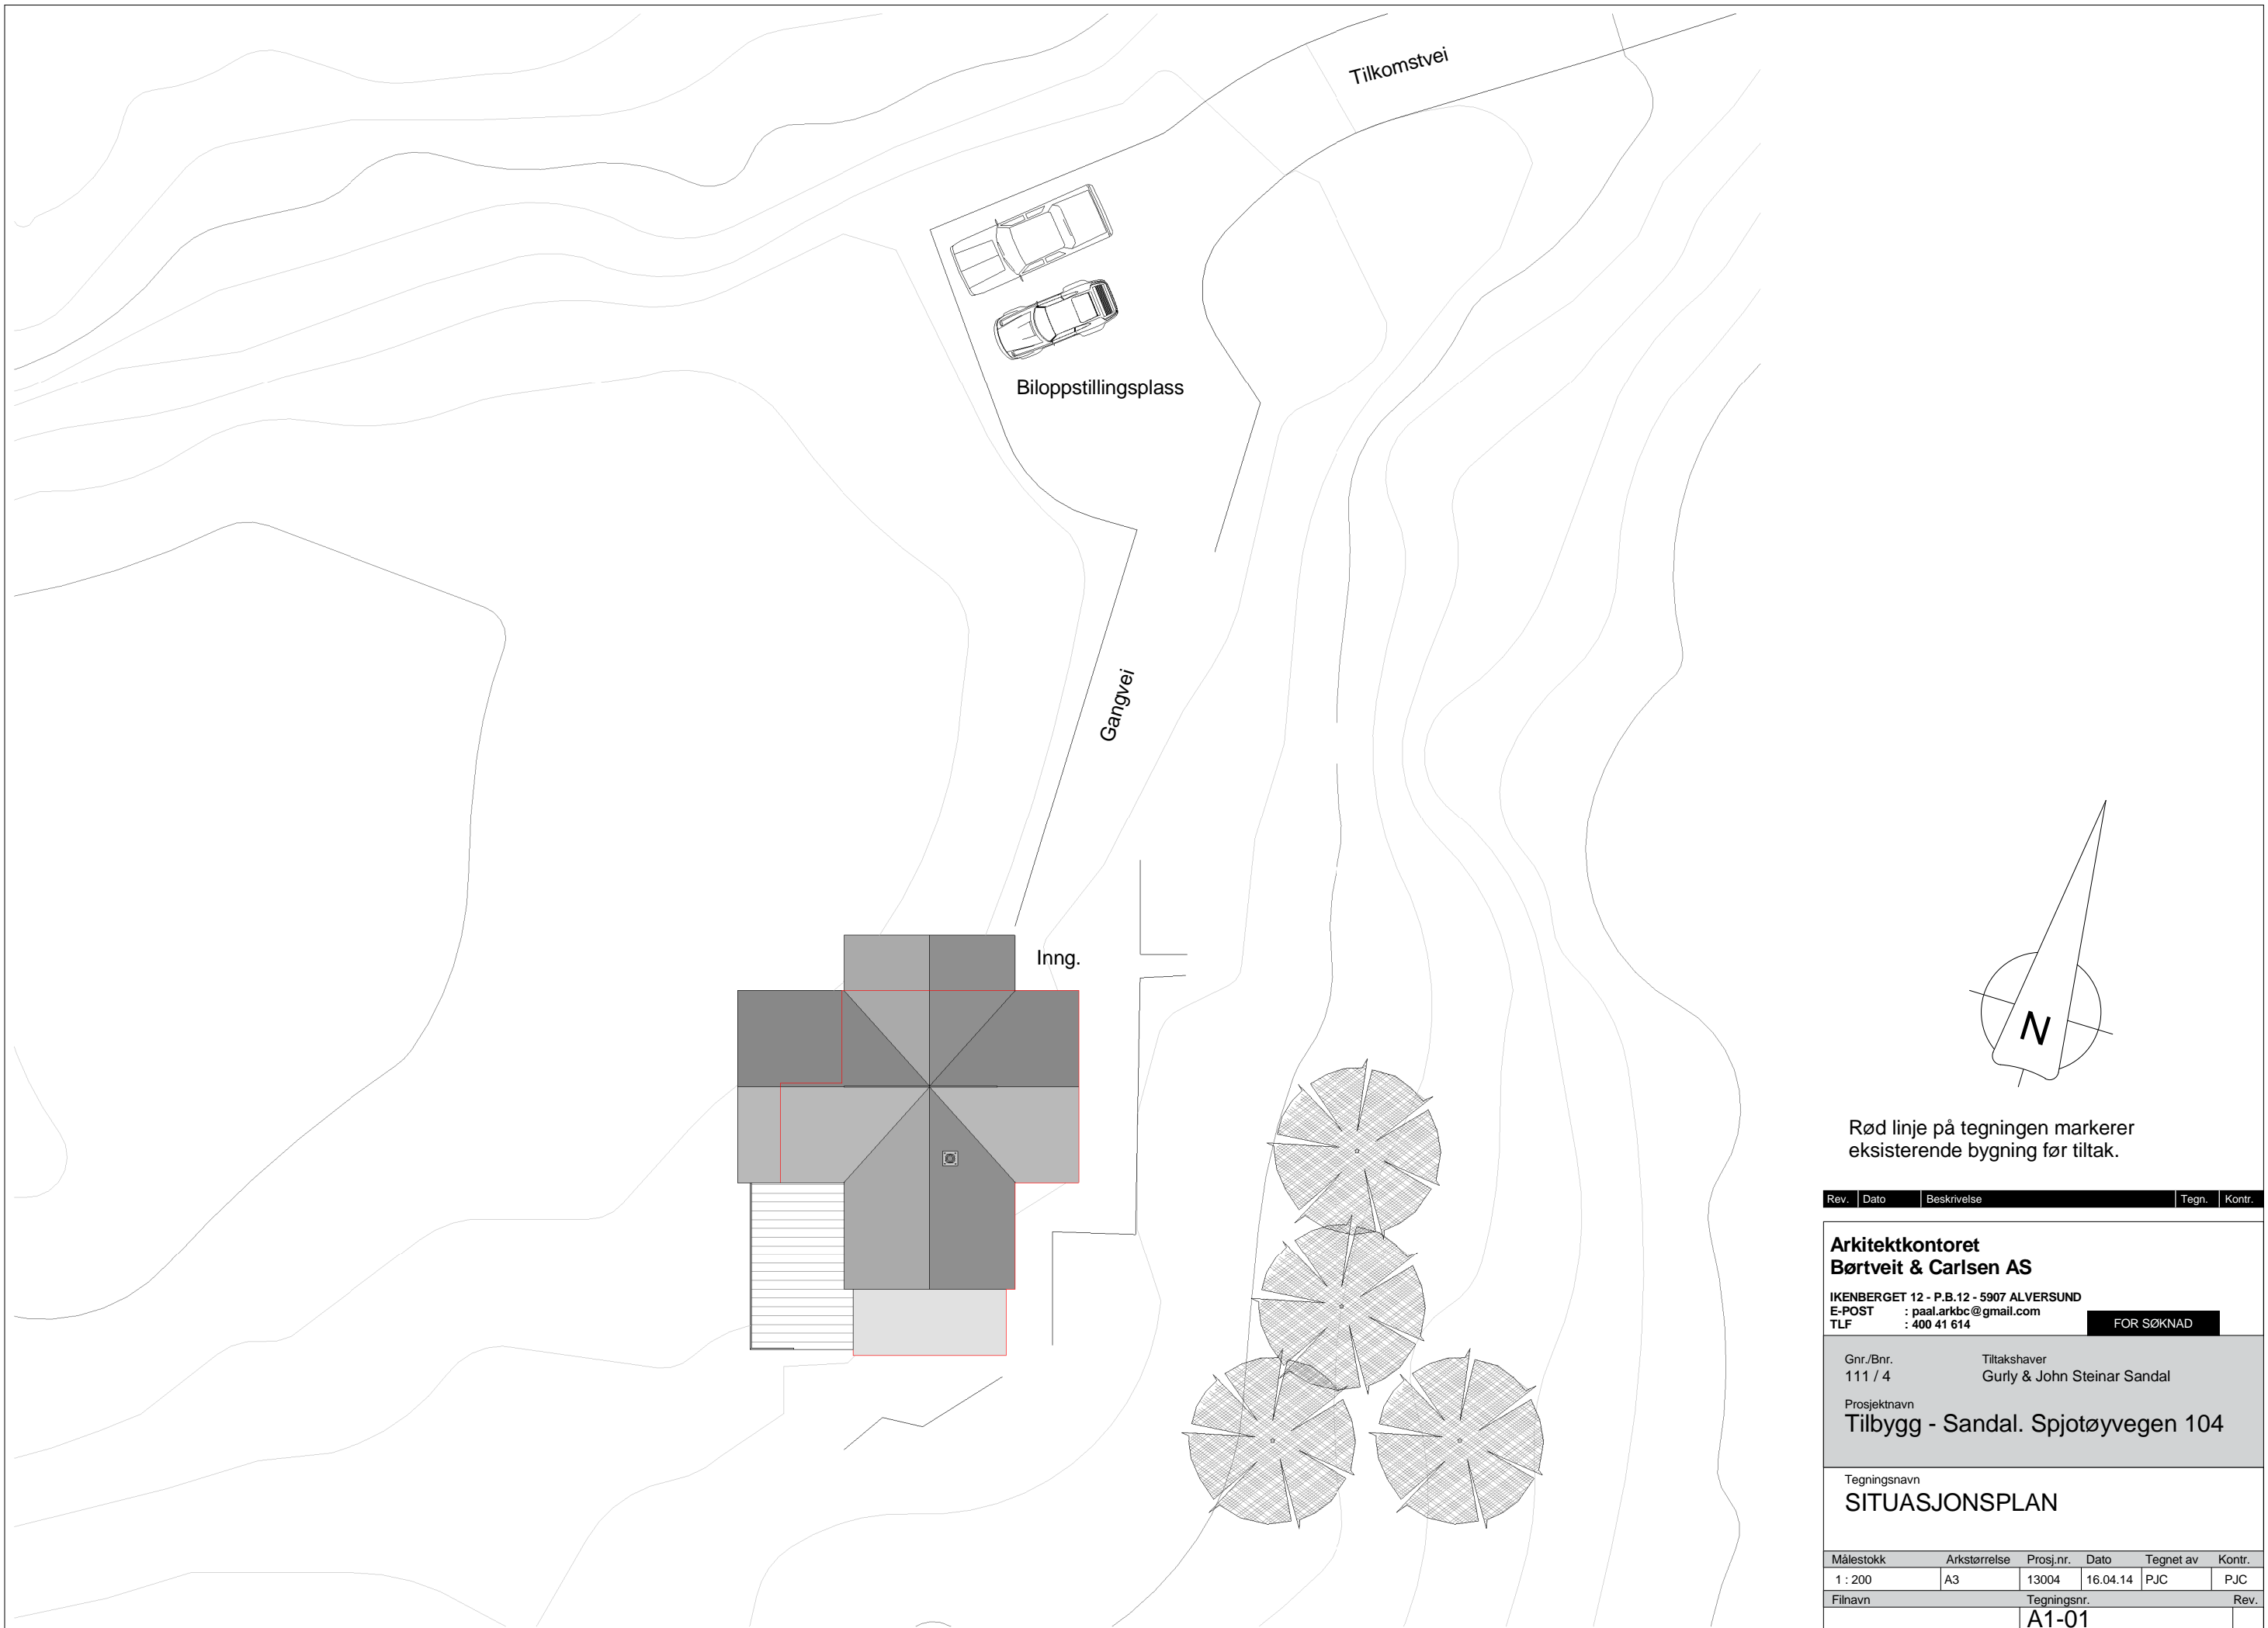 Tilkomstvei
Biloppstillingsplass
Gangvei
Inng.
N
Rød linje på tegningen markerer
eksisterende bygning før tiltak.
Rev. Dato Beskrivelse Tegn. Kontr.
Arkitektkontoret
Børtveit & Carlsen AS
IKENBERGET 12 - P.B.12 - 5907 ALVERSUND
E-POST : paal.arkbc@gmail.com
TLF : 400 41 614
FOR SØKNAD
Gnr./Bnr. Tiltakshaver
111 / 4 Gurly & John Steinar Sandal
Prosjektnavn
Tilbygg - Sandal. Spjotøyvegen 104
Tegningsnavn
SITUASJONSPLAN
Målestokk Arkstørrelse Prosj.nr. Dato Tegnet av Kontr.
1 : 200 A3 13004 16.04.14 PJC PJC
Filnavn Tegningsnr. Rev.
A1-01